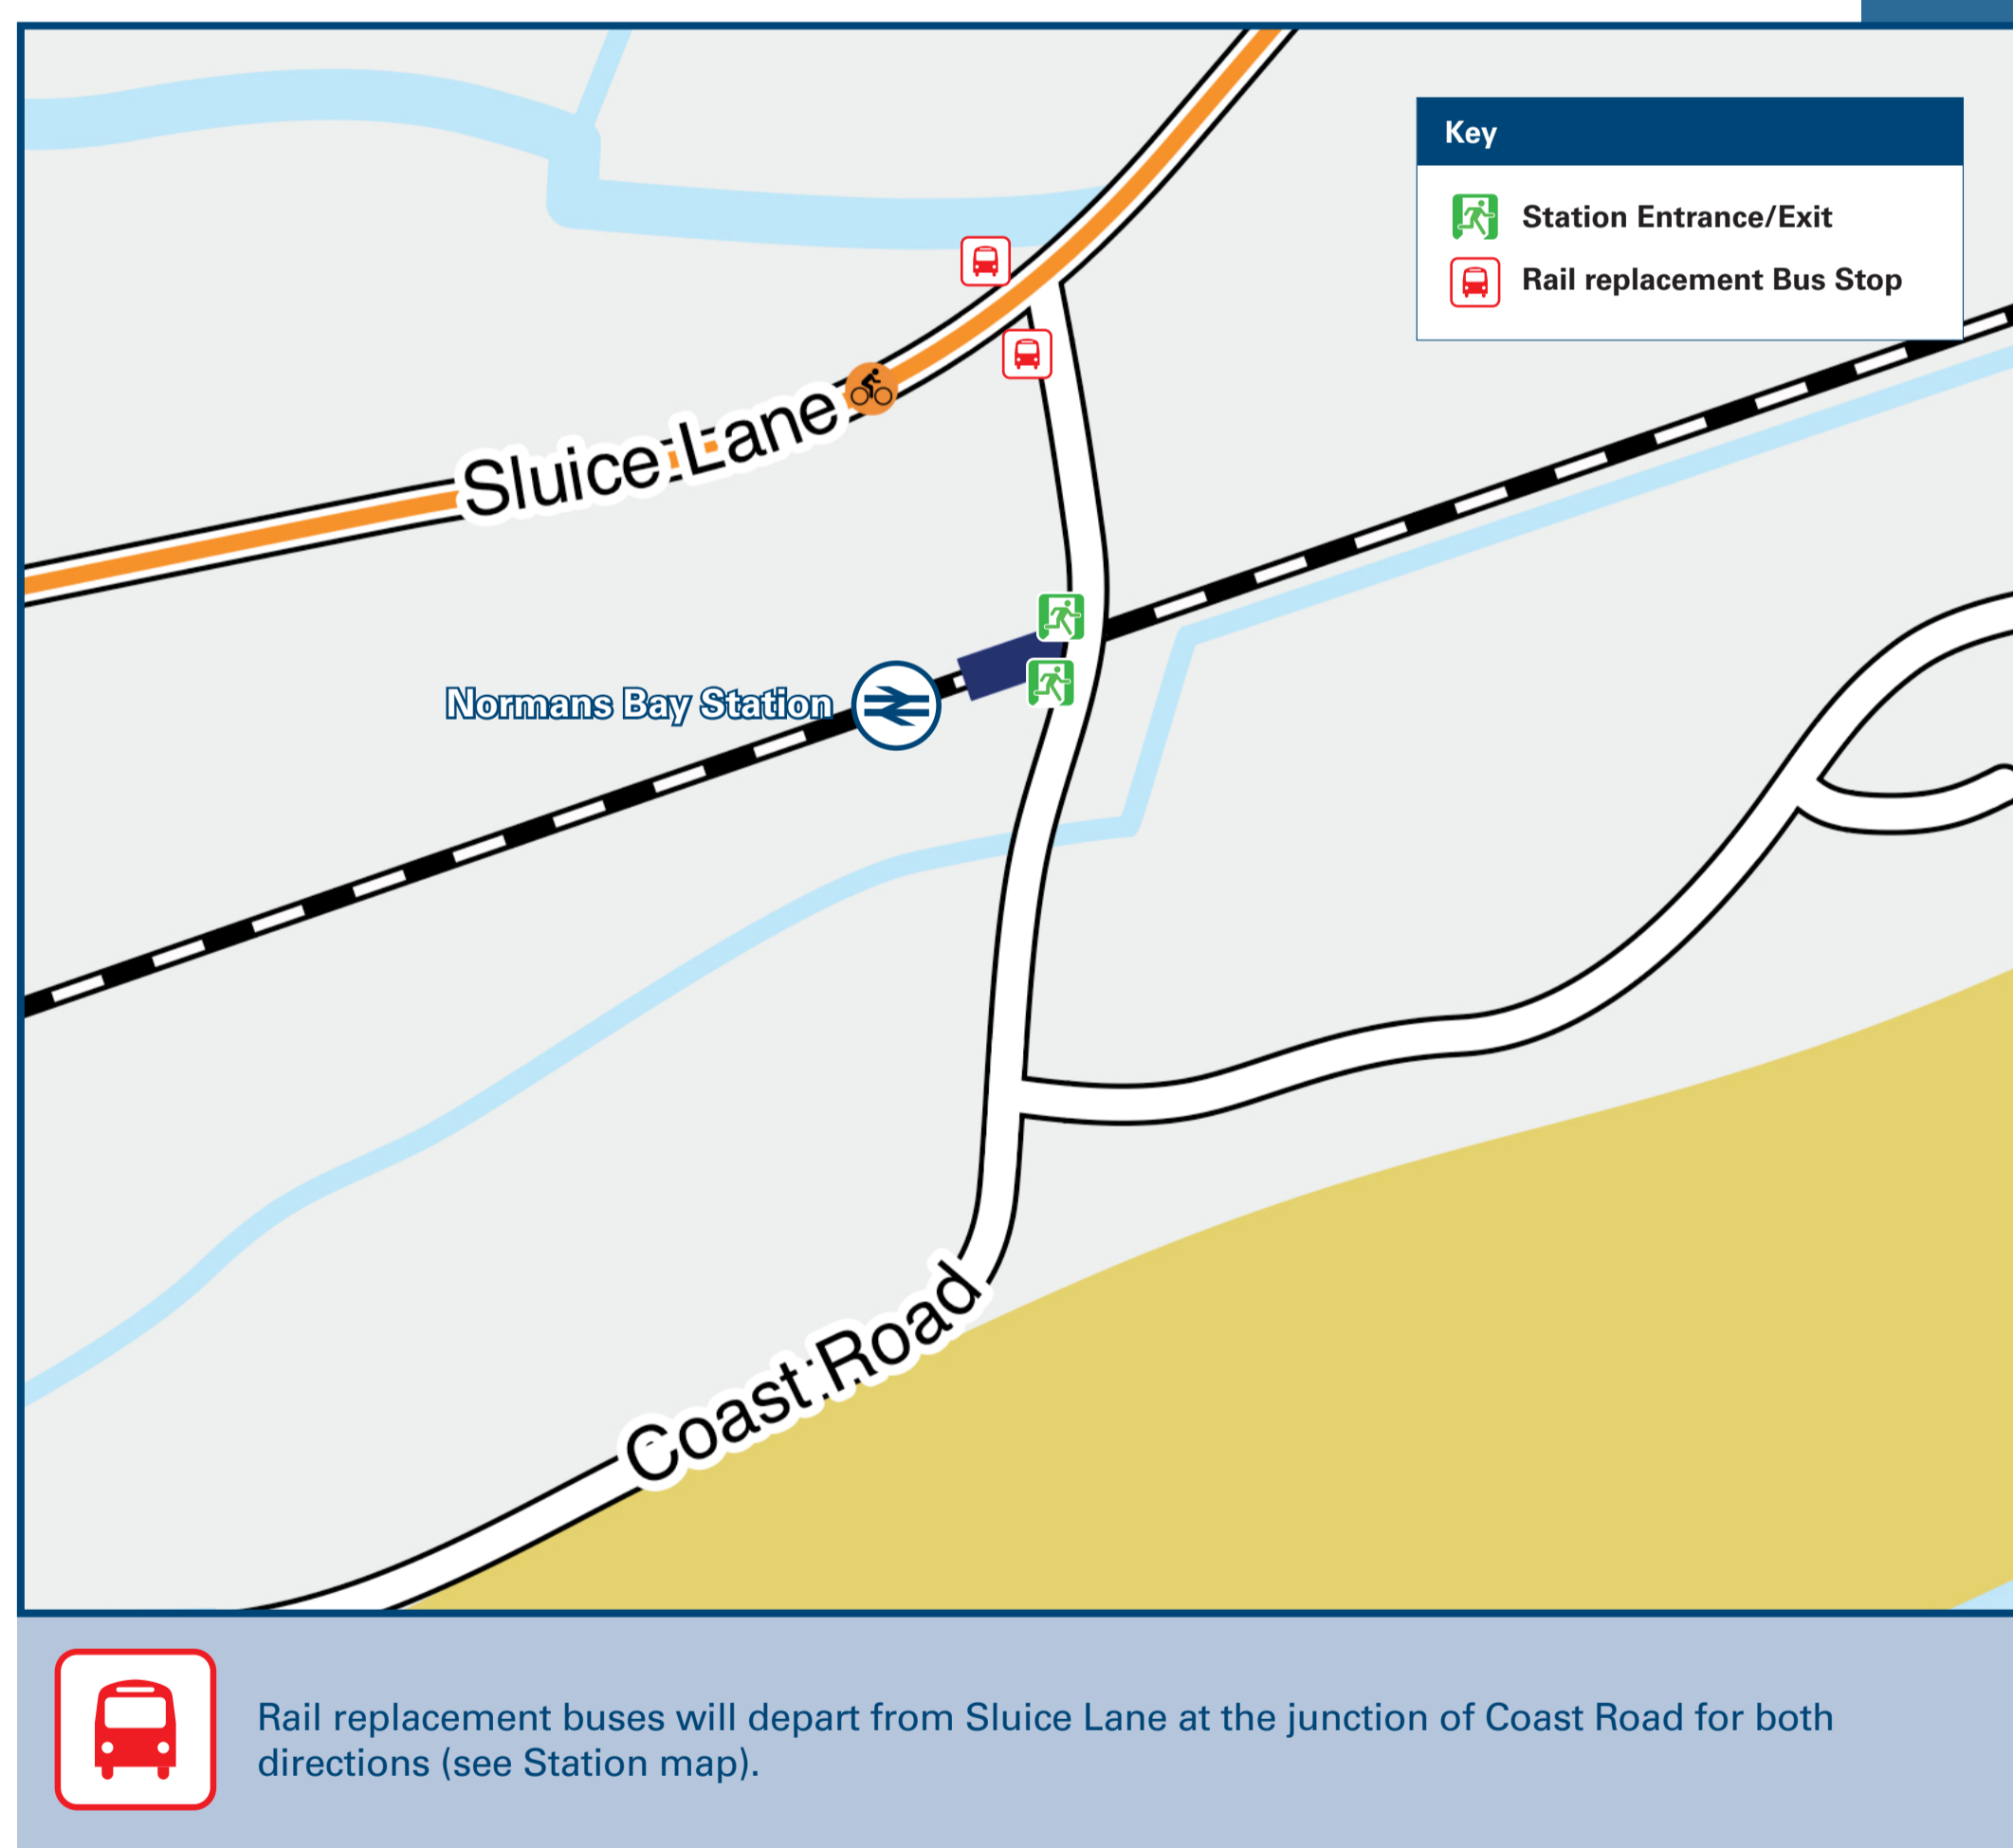 Key
Station Entrance/Exit
Rail replacement Bus Stop
Sluice Lane
Normans Bay Station
Coast Road
Rail replacement buses will depart from Sluice Lane at the junction of Coast Road for both
directions (see Station map).